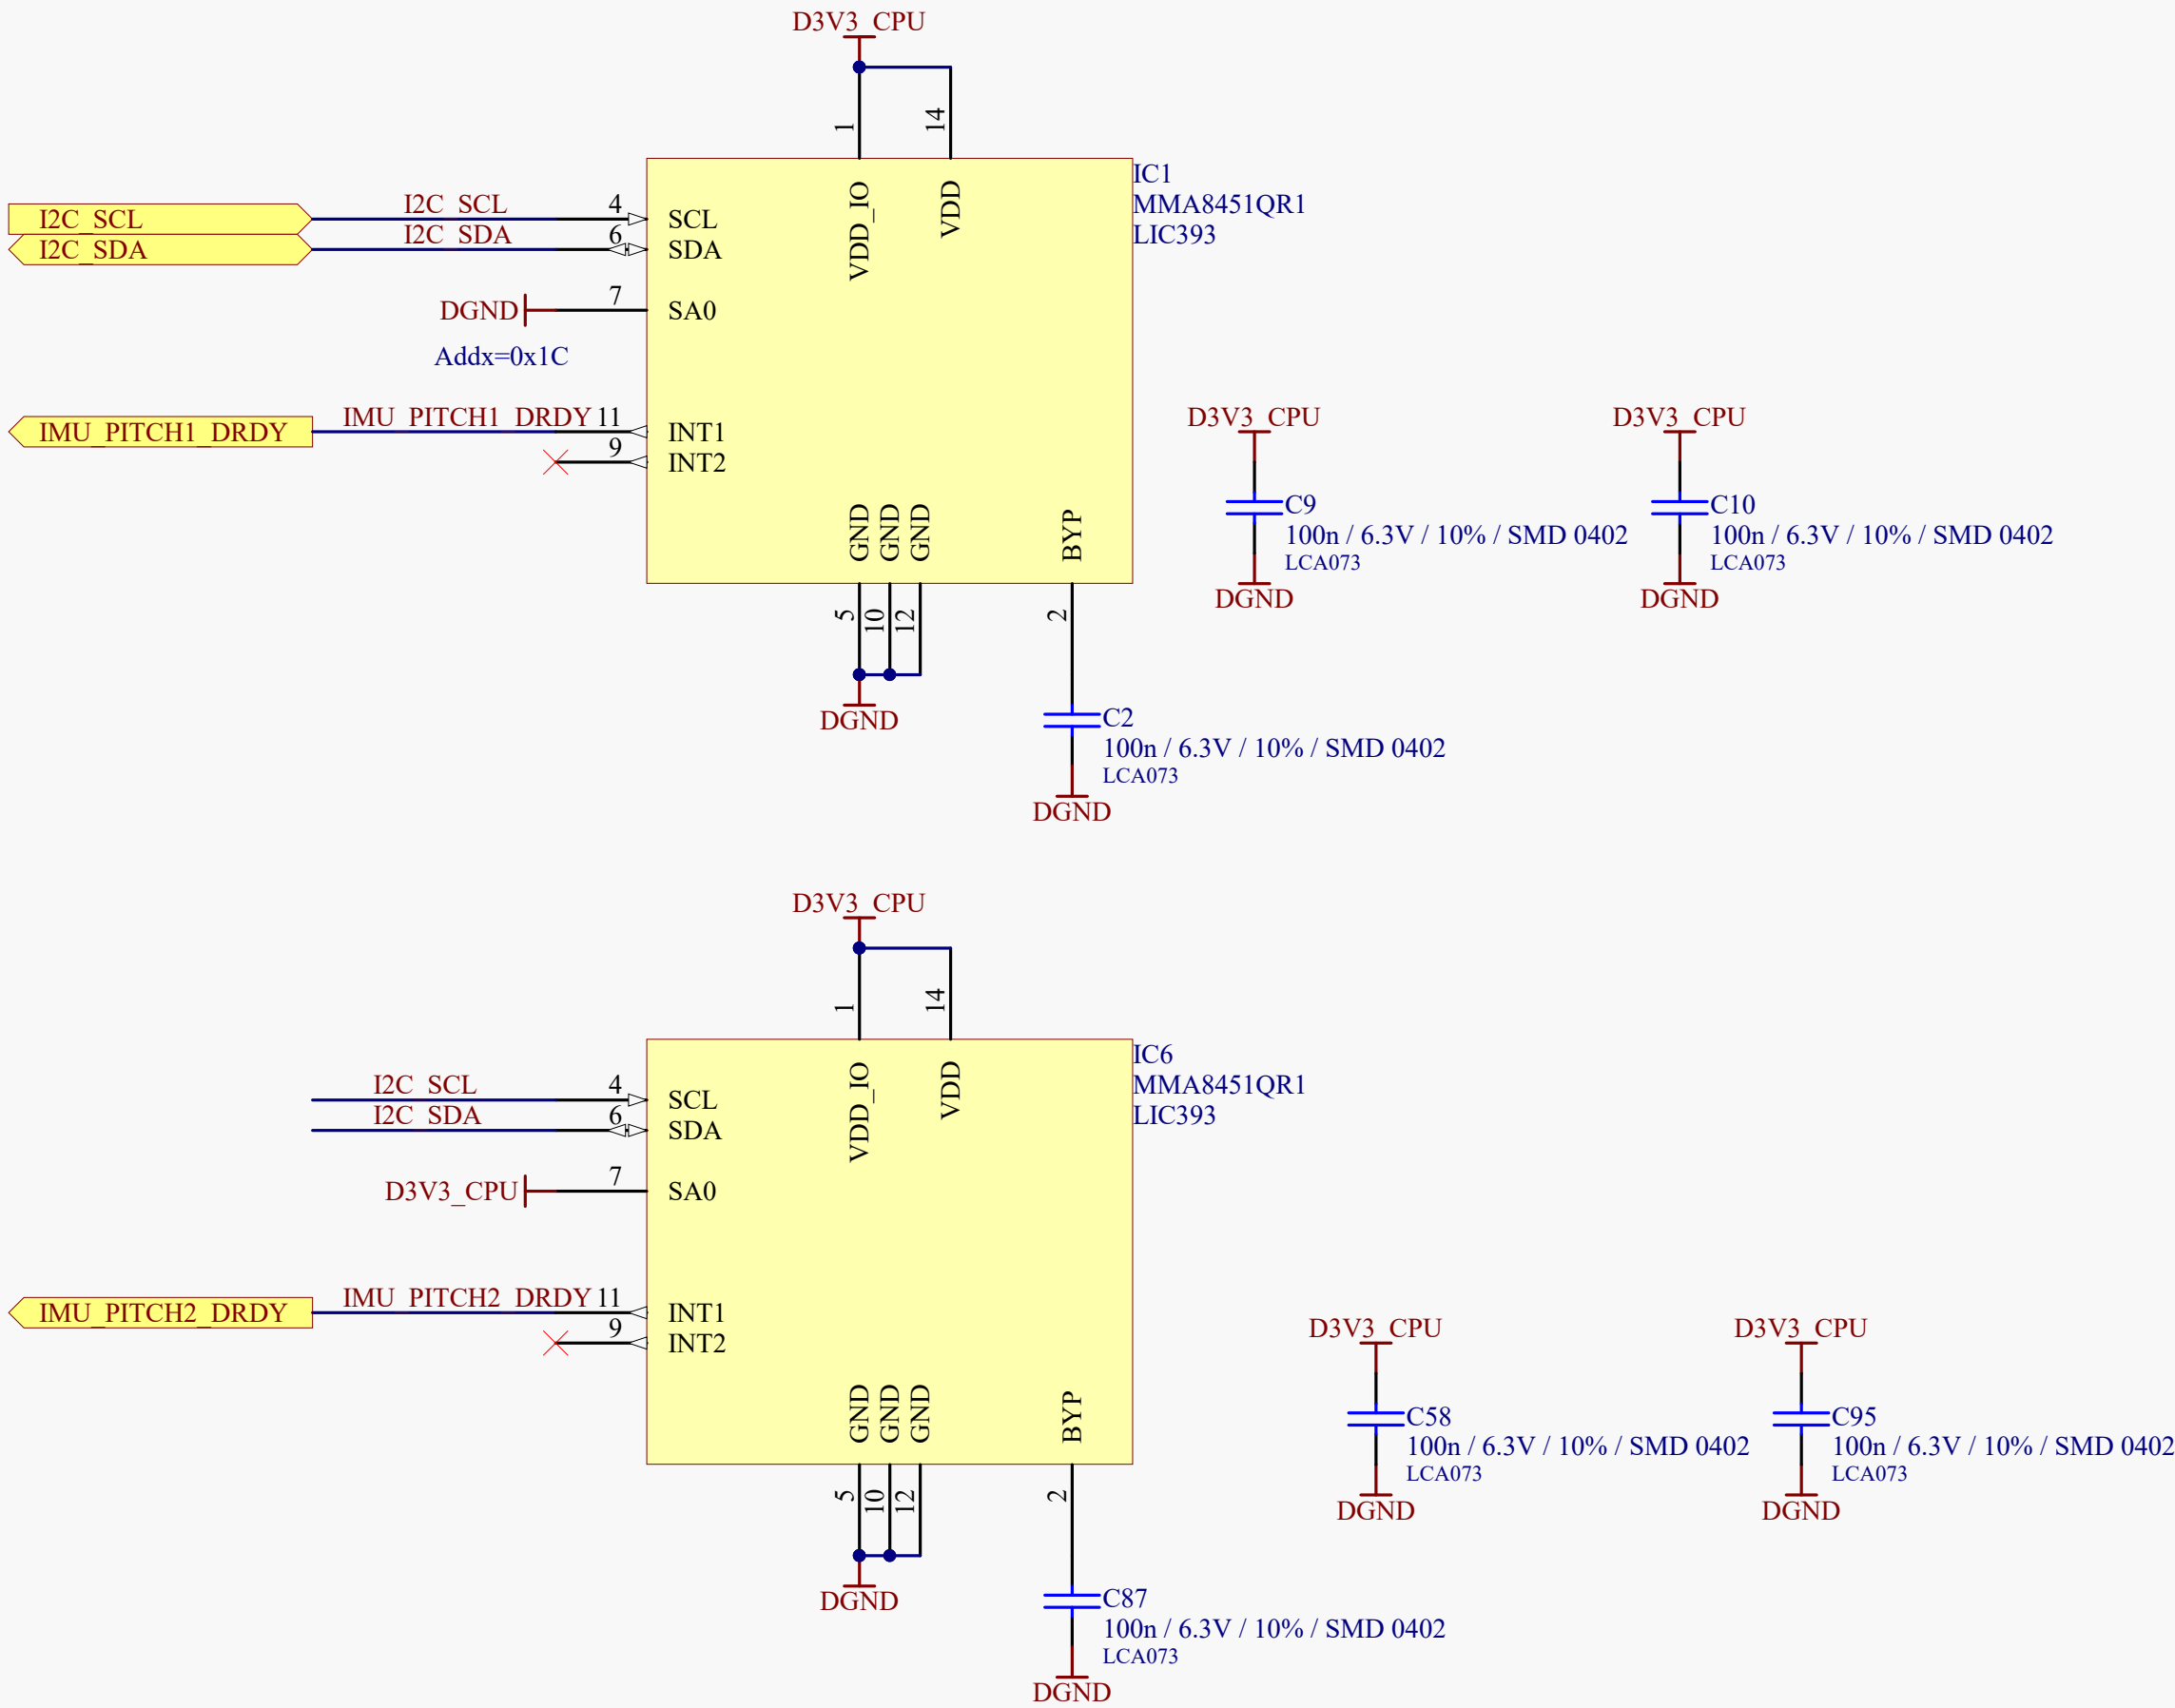 D3V3_CPU
1
14
IC1
MMA8451QR1
LIC393
I2C_SCL
I2C_SCL
4
SCL
I2C_SDA
I2C_SDA
6
SDA
VDD_IO
VDD
DGND
7
SA0
Addx=0x1C
IMU_PITCH1_DRDY
IMU_PITCH1_DRDY
11
INT1
9
INT2
GND
GND
GND
BYP
5
10
12
2
DGND
C2
100n / 6.3V / 10% / SMD 0402
LCA073
DGND
D3V3_CPU
C9
100n / 6.3V / 10% / SMD 0402
LCA073
DGND
D3V3_CPU
C10
100n / 6.3V / 10% / SMD 0402
LCA073
DGND
D3V3_CPU
1
14
IC6
MMA8451QR1
LIC393
I2C_SCL
4
SCL
I2C_SDA
6
SDA
VDD_IO
VDD
D3V3_CPU
7
SA0
IMU_PITCH2_DRDY
IMU_PITCH2_DRDY
11
INT1
9
INT2
GND
GND
GND
BYP
5
10
12
2
DGND
C87
100n / 6.3V / 10% / SMD 0402
LCA073
DGND
D3V3_CPU
C58
100n / 6.3V / 10% / SMD 0402
LCA073
DGND
D3V3_CPU
C95
100n / 6.3V / 10% / SMD 0402
LCA073
DGND